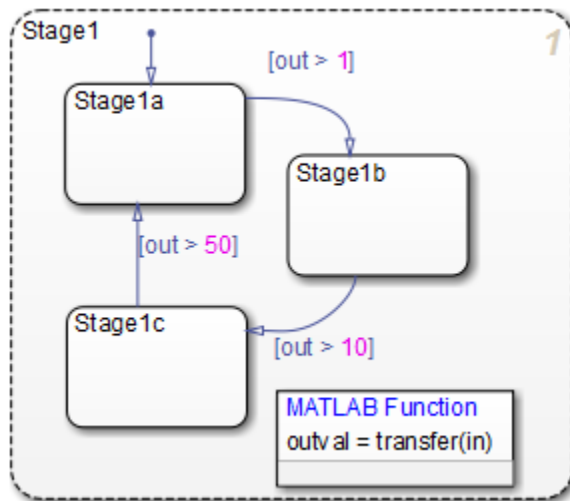 Stage1
1
[out > 1]
Stage1a
Stage1b
[out > 50]
Stage1c
[out > 10]
MATLAB Function
outval = transfer(in)